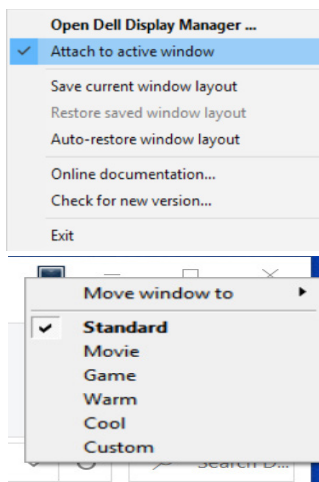 Open Dell Display Manager ...
Attach to active window
Save current window layout
Restore saved window layout
Auto-restore window layout
Online documentation...
Check for new version...
Exit
Move window to
Standard
Movie
Game
Warm
Cool
Custom
Search D...